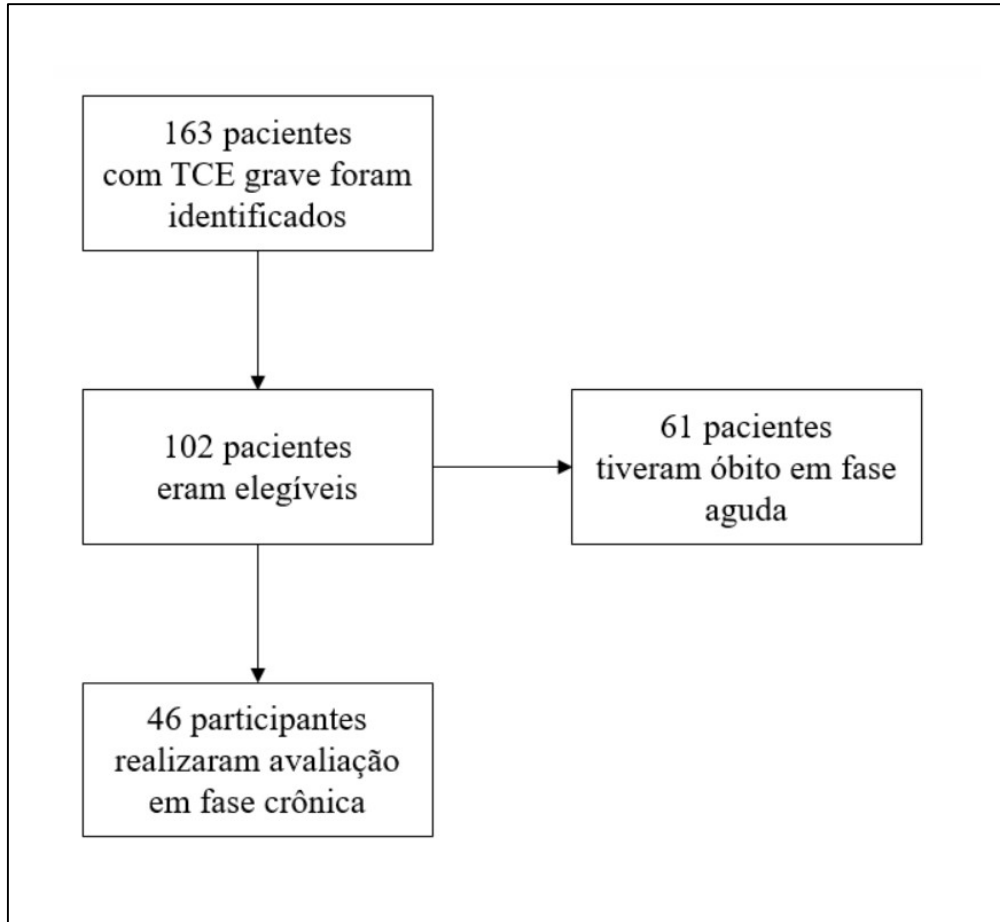 163 pacientes
com TCE grave foram
identificados
102 pacientes
eram elegíveis
61 pacientes
tiveram óbito em fase
aguda
46 participantes
realizaram avaliação
em fase crônica